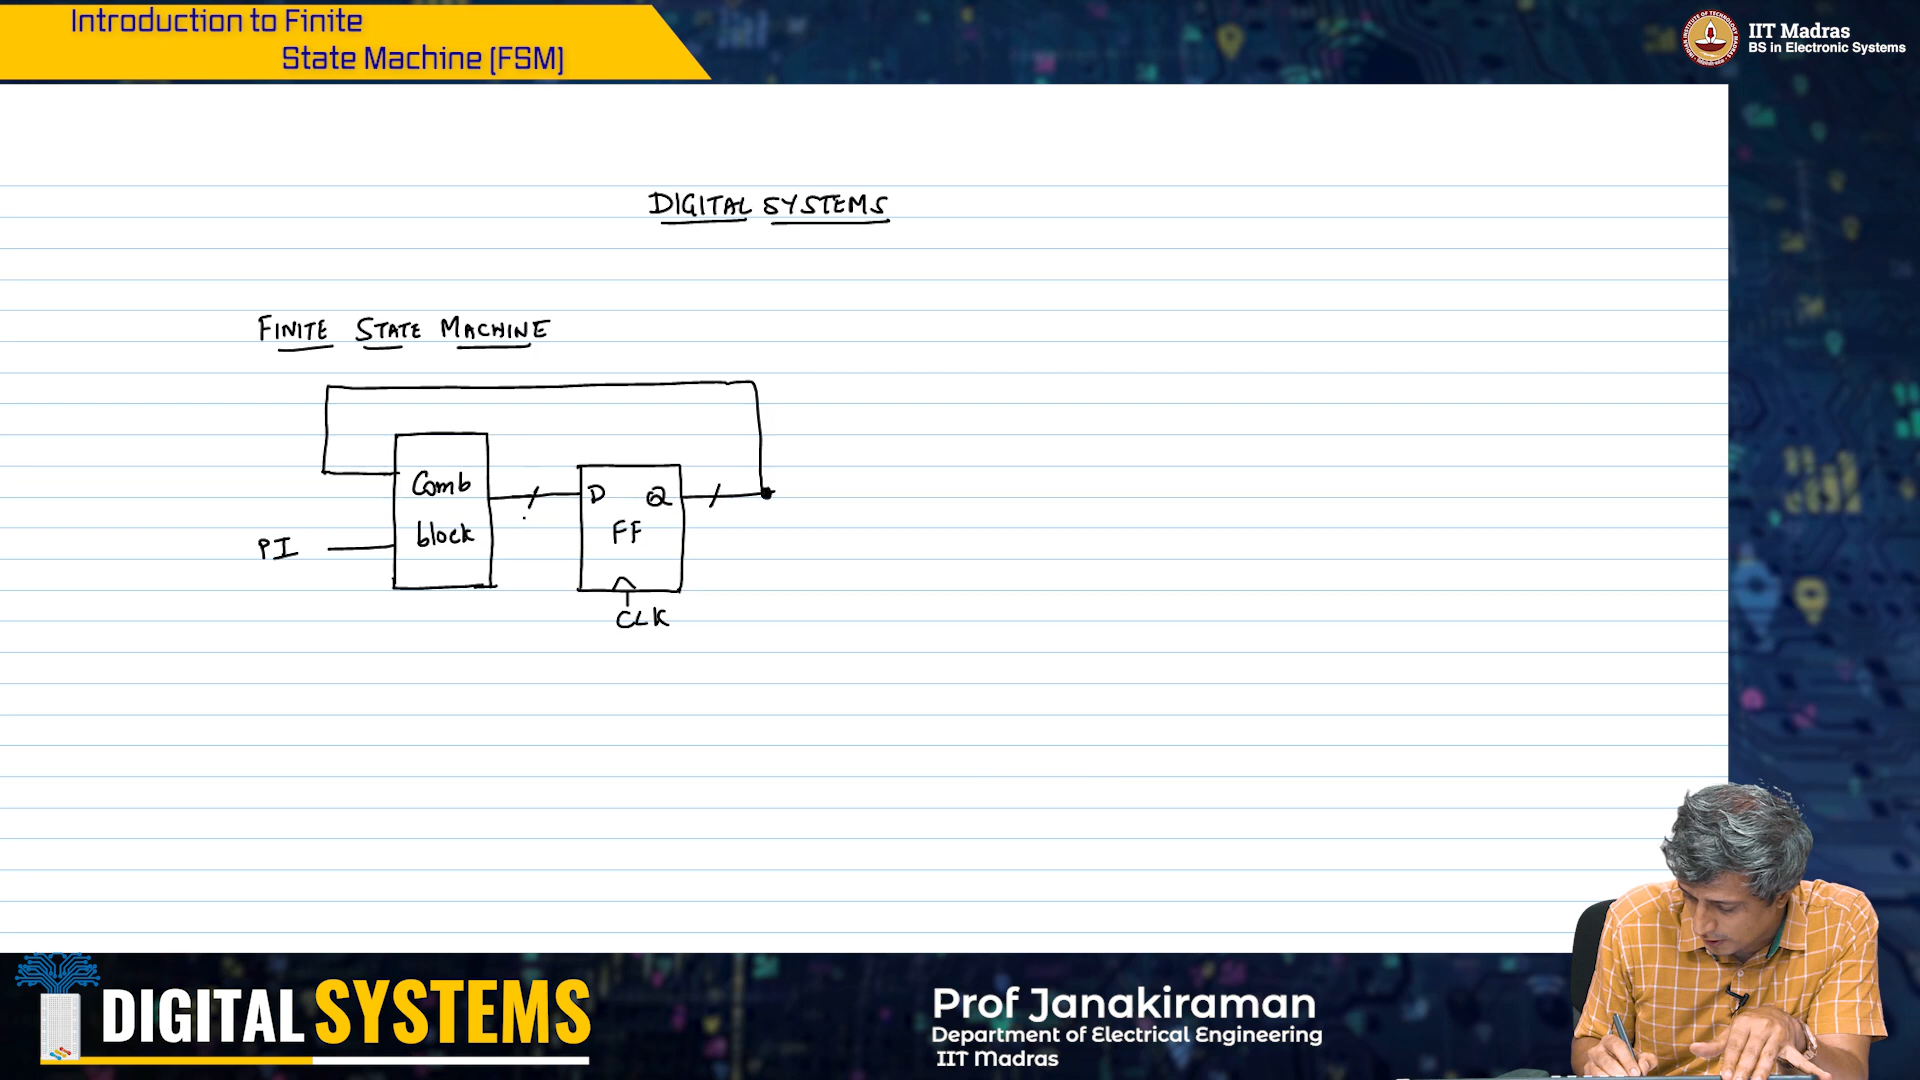 Introduction to Finite
State Machine (FSM)
IIT Madras
BS in Electronic Systems
DIGITAL SYSTEMS
FINITE STATE MACHINE
Comb
block
PI
D Q
FF
CLK
DIGITAL SYSTEMS
Prof Janakiraman
Department of Electrical Engineering
IIT Madras